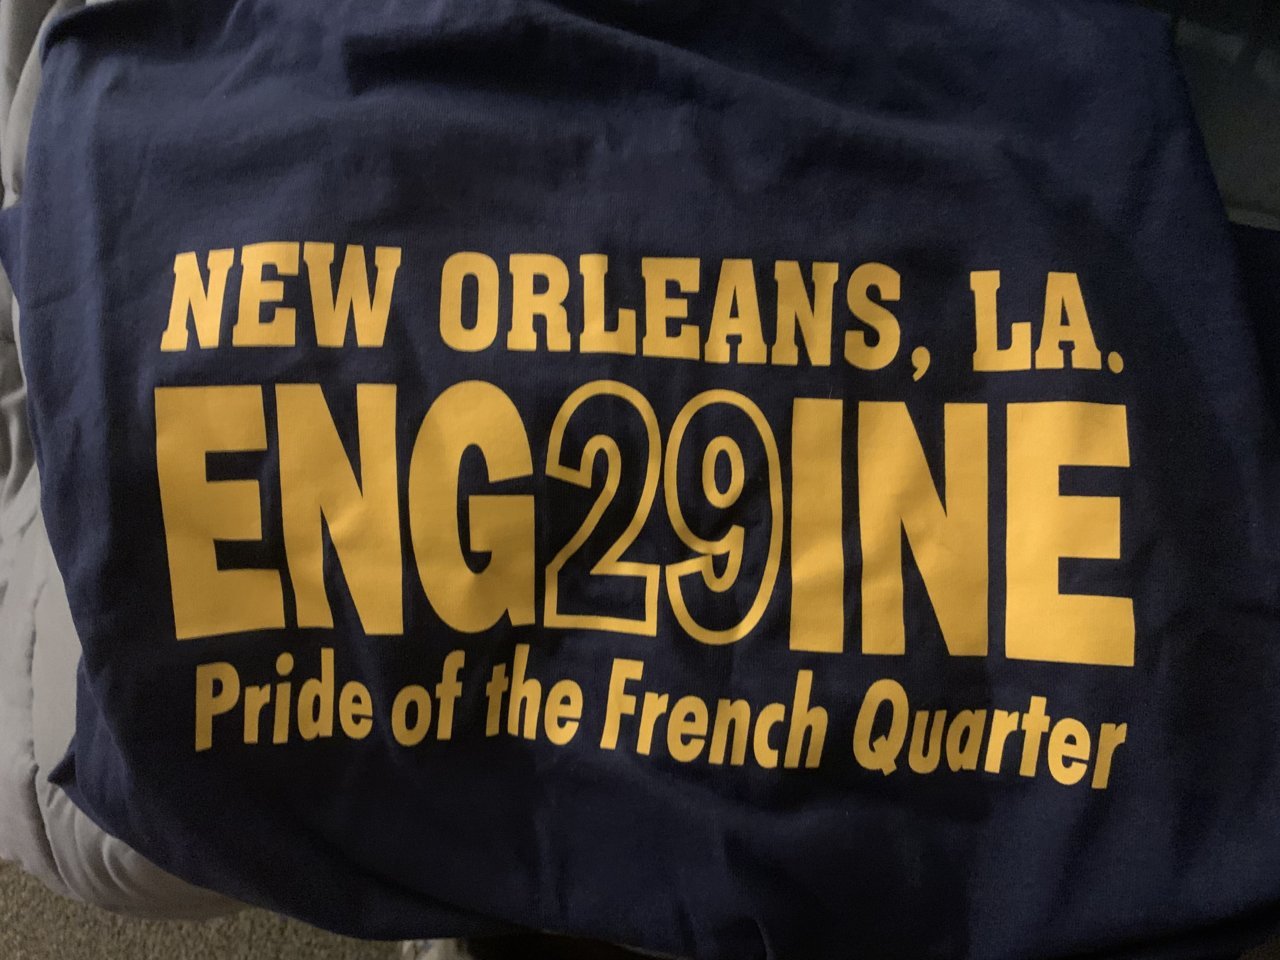 NEW ORLEANS, LA.
ENG29INE
Pride of the French Quarter